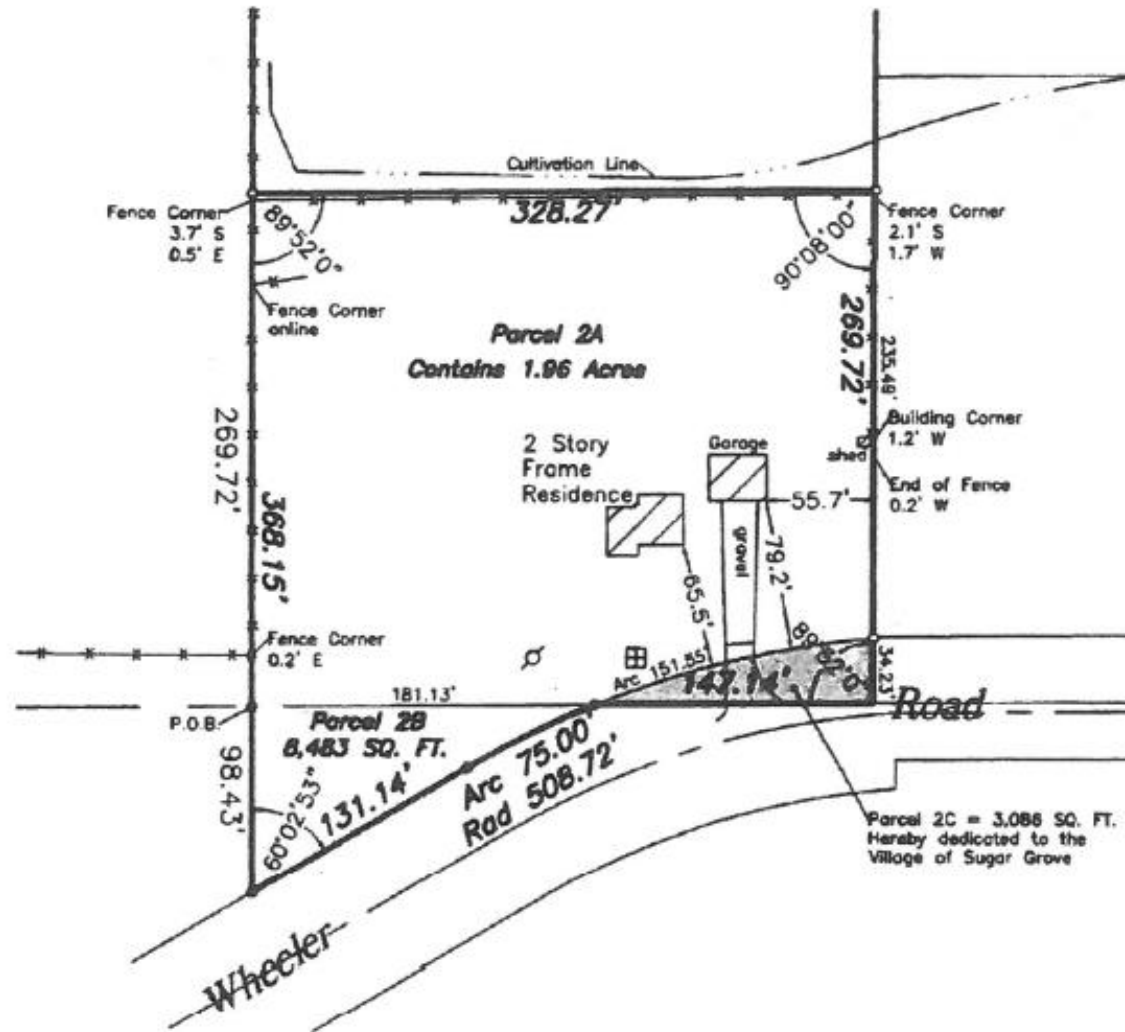 Cultivation Line
328.27'
Fence Corner
3.7' S
0.5' E
89°52'0"
90°08'00"
Fence Corner
2.1' S
1.7' W
Fence Corner
online
Parcel 2A
Contains 1.96 Acres
269.72'
235.49'
Building Corner
1.2' W
shed
End of Fence
0.2' W
2 Story
Frame
Residence
Garage
55.7'
gravel
79.2'
65.5'
269.72'
368.15'
Fence Corner
0.2' E
89°52'0"
34.23'
Arc 151.55'
147.14'
181.13'
P.O.B.
Parcel 2B
8,483 SQ. FT.
98.43'
60°02'53"
131.14'
Arc 75.00'
Rad 508.72'
Road
Parcel 2C = 3,086 SQ. FT.
Hereby dedicated to the
Village of Sugar Grove
Wheeler